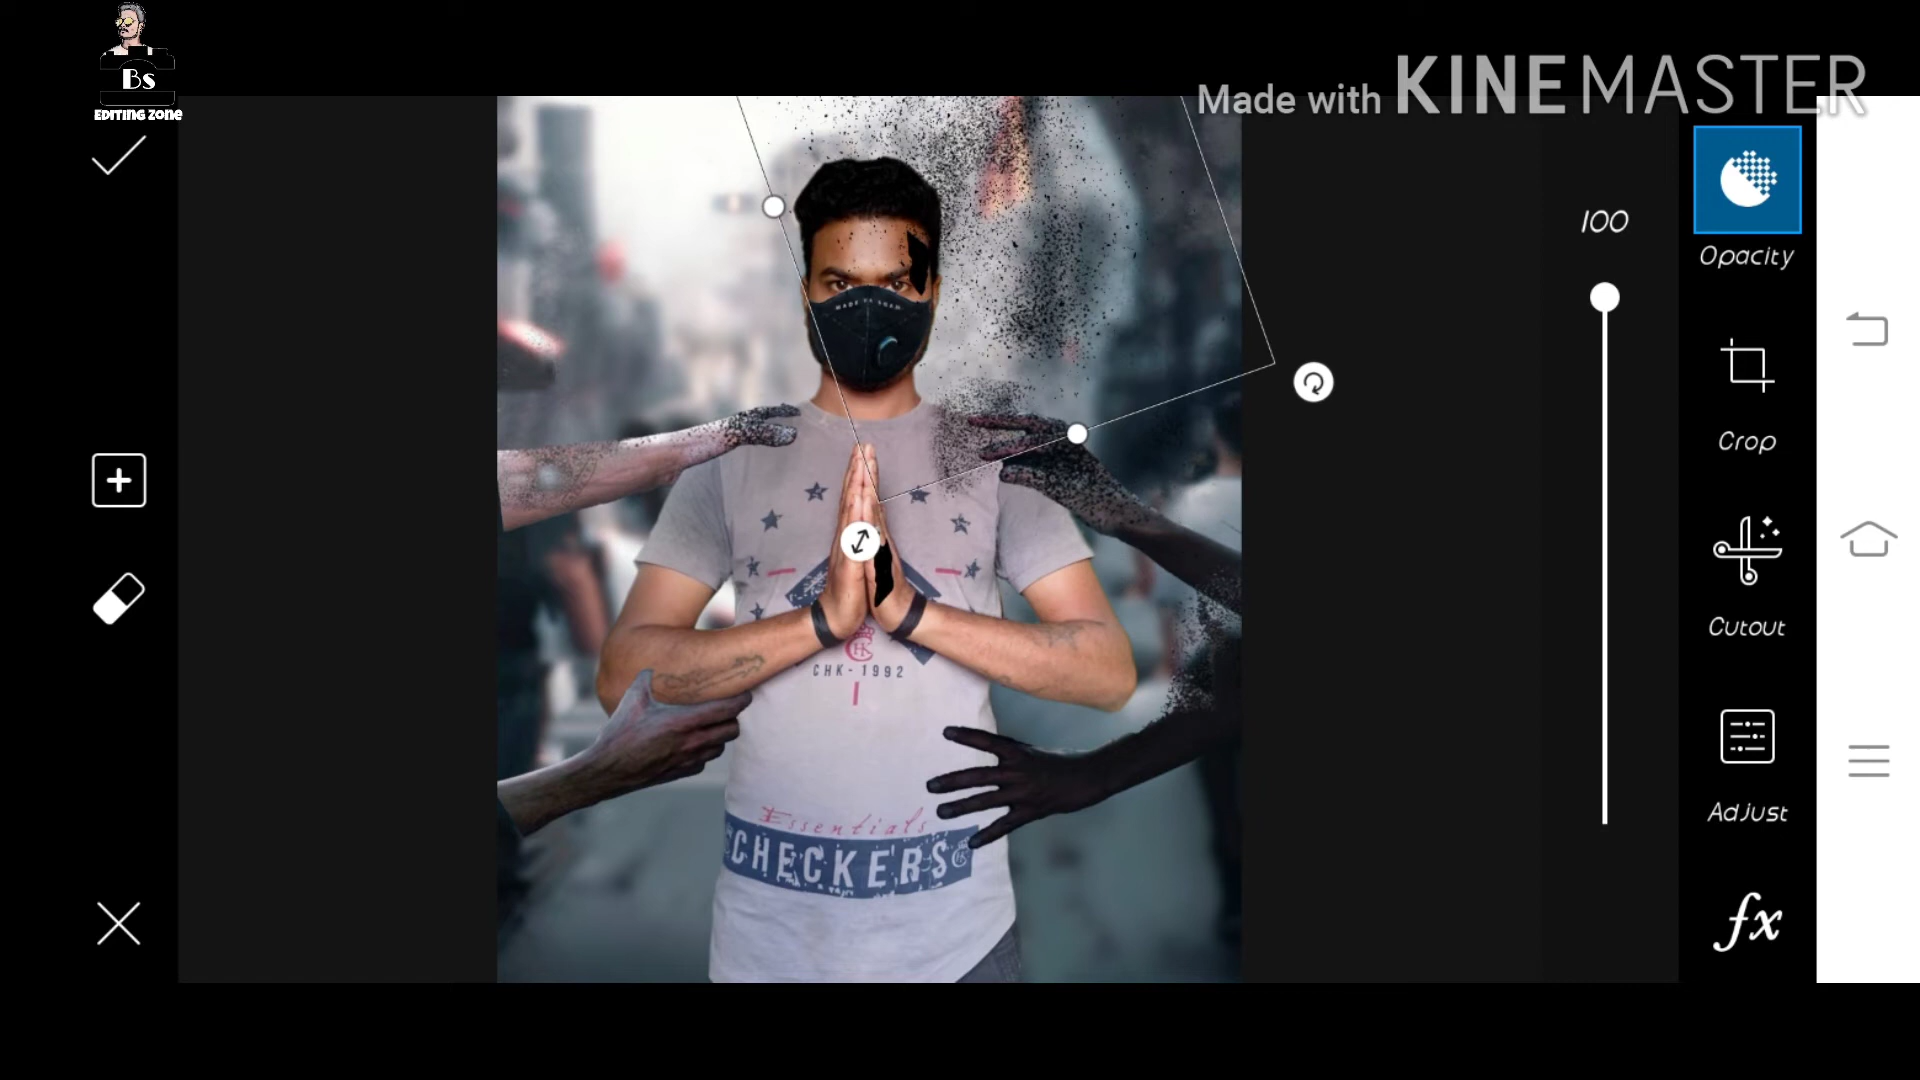 Bs
EDITING ZONE
Made with KINEMASTER
100
Opacity
Crop
Cutout
Adjust
fx
CHK-1992
Essentials
CHECKERS